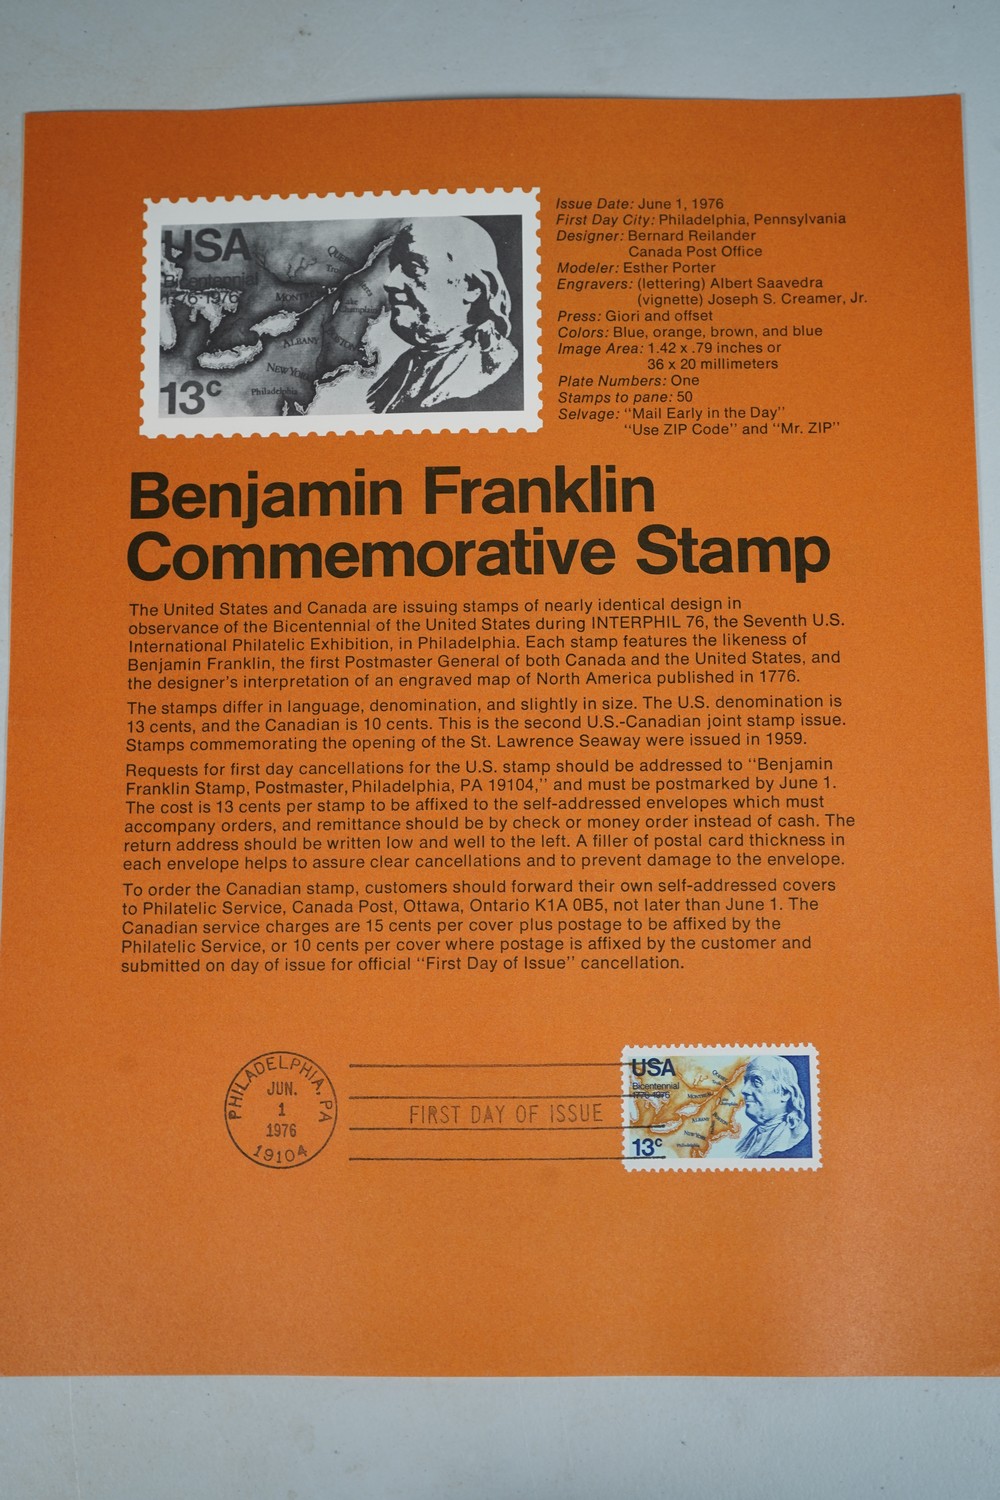 USA
Bicentennial
1776-1976
Montreal
Lake
Champlain
Albany
Boston
New York
Philadelphia
13c
Issue Date: June 1, 1976
First Day City: Philadelphia, Pennsylvania
Designer: Bernard Reilander
Canada Post Office
Modeler: Esther Porter
Engravers: (lettering) Albert Saavedra
(vignette) Joseph S. Creamer, Jr.
Press: Giori and offset
Colors: Blue, orange, brown, and blue
Image Area: 1.42 x .79 inches or
36 x 20 millimeters
Plate Numbers: One
Stamps to pane: 50
Selvage: "Mail Early in the Day"
"Use ZIP Code" and "Mr. ZIP"
Benjamin Franklin
Commemorative Stamp
The United States and Canada are issuing stamps of nearly identical design in
observance of the Bicentennial of the United States during INTERPHIL 76, the Seventh U.S.
International Philatelic Exhibition, in Philadelphia. Each stamp features the likeness of
Benjamin Franklin, the first Postmaster General of both Canada and the United States, and
the designer's interpretation of an engraved map of North America published in 1776.
The stamps differ in language, denomination, and slightly in size. The U.S. denomination is
13 cents, and the Canadian is 10 cents. This is the second U.S.-Canadian joint stamp issue.
Stamps commemorating the opening of the St. Lawrence Seaway were issued in 1959.
Requests for first day cancellations for the U.S. stamp should be addressed to "Benjamin
Franklin Stamp, Postmaster, Philadelphia, PA 19104," and must be postmarked by June 1.
The cost is 13 cents per stamp to be affixed to the self-addressed envelopes which must
accompany orders, and remittance should be by check or money order instead of cash. The
return address should be written low and well to the left. A filler of postal card thickness in
each envelope helps to assure clear cancellations and to prevent damage to the envelope.
To order the Canadian stamp, customers should forward their own self-addressed covers
to Philatelic Service, Canada Post, Ottawa, Ontario K1A 0B5, not later than June 1. The
Canadian service charges are 15 cents per cover plus postage to be affixed by the
Philatelic Service, or 10 cents per cover where postage is affixed by the customer and
submitted on day of issue for official "First Day of Issue" cancellation.
PHILADELPHIA, PA
JUN.
1
1976
19104
FIRST DAY OF ISSUE
USA
Bicentennial
1776-1976
13c